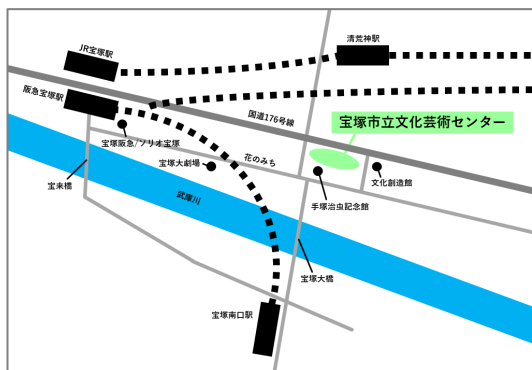 JR宝塚駅
清荒神駅
阪急宝塚駅
国道176号線
宝塚市立文化芸術センター
宝塚阪急/ソリオ宝塚
花のみち
宝塚大劇場
文化創造館
宝来橋
武庫川
手塚治虫記念館
宝塚大橋
宝塚南口駅